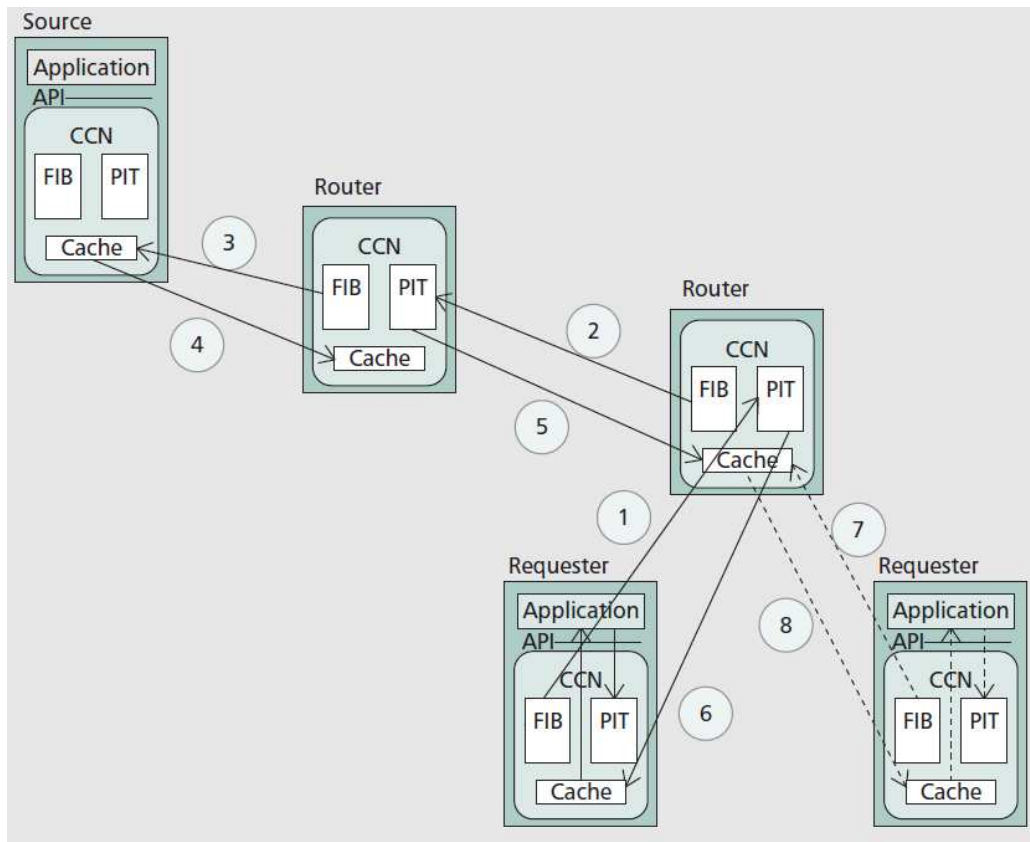 Source
Application
API
CCN
FIB PIT
Cache
3
4
Router
CCN
FIB PIT
Cache
2
5
Router
CCN
FIB PIT
Cache
1
7
8
6
Requester
Application
API
CCN
FIB PIT
Cache
Requester
Application
API
CCN
FIB PIT
Cache